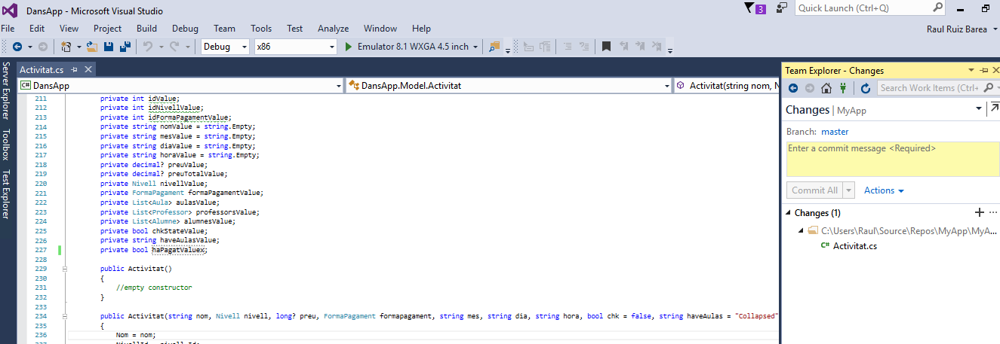 DansApp - Microsoft Visual Studio
3
Quick Launch (Ctrl+Q)
File Edit View Project Build Debug Team Tools Test Analyze Window Help
Raul Ruiz Barea
Debug x86 Emulator 8.1 WXGA 4.5 inch
Server Explorer
Toolbox
Test Explorer
Activitat.cs
C# DansApp DansApp.Model.Activitat Activitat(string nom, N
211 private int idValue;
212 private int idNivellValue;
213 private int idFormaPagamentValue;
214 private string nomValue = string.Empty;
215 private string mesValue = string.Empty;
216 private string diaValue = string.Empty;
217 private string horaValue = string.Empty;
218 private decimal? preuValue;
219 private decimal? preuTotalValue;
220 private Nivell nivellValue;
221 private FormaPagament formaPagamentValue;
222 private List<Aula> aulasValue;
223 private List<Professor> professorsValue;
224 private List<Alumne> alumnesValue;
225 private bool chkStateValue;
226 private string haveAulasValue;
227 private bool haPagatValuex;
228
229 public Activitat()
230 {
231 //empty constructor
232 }
233
234 public Activitat(string nom, Nivell nivell, long? preu, FormaPagament formapagament, string mes, string dia, string hora, bool chk = false, string haveAulas = "Collapsed"
235 {
236 Nom = nom;
237 NivellId = nivell.Id;
Team Explorer - Changes
Search Work Items (Ctrl+
Changes | MyApp
Branch: master
Enter a commit message <Required>
Commit All Actions
Changes (1)
C:\Users\Raul\Source\Repos\MyApp\MyA...
C# Activitat.cs